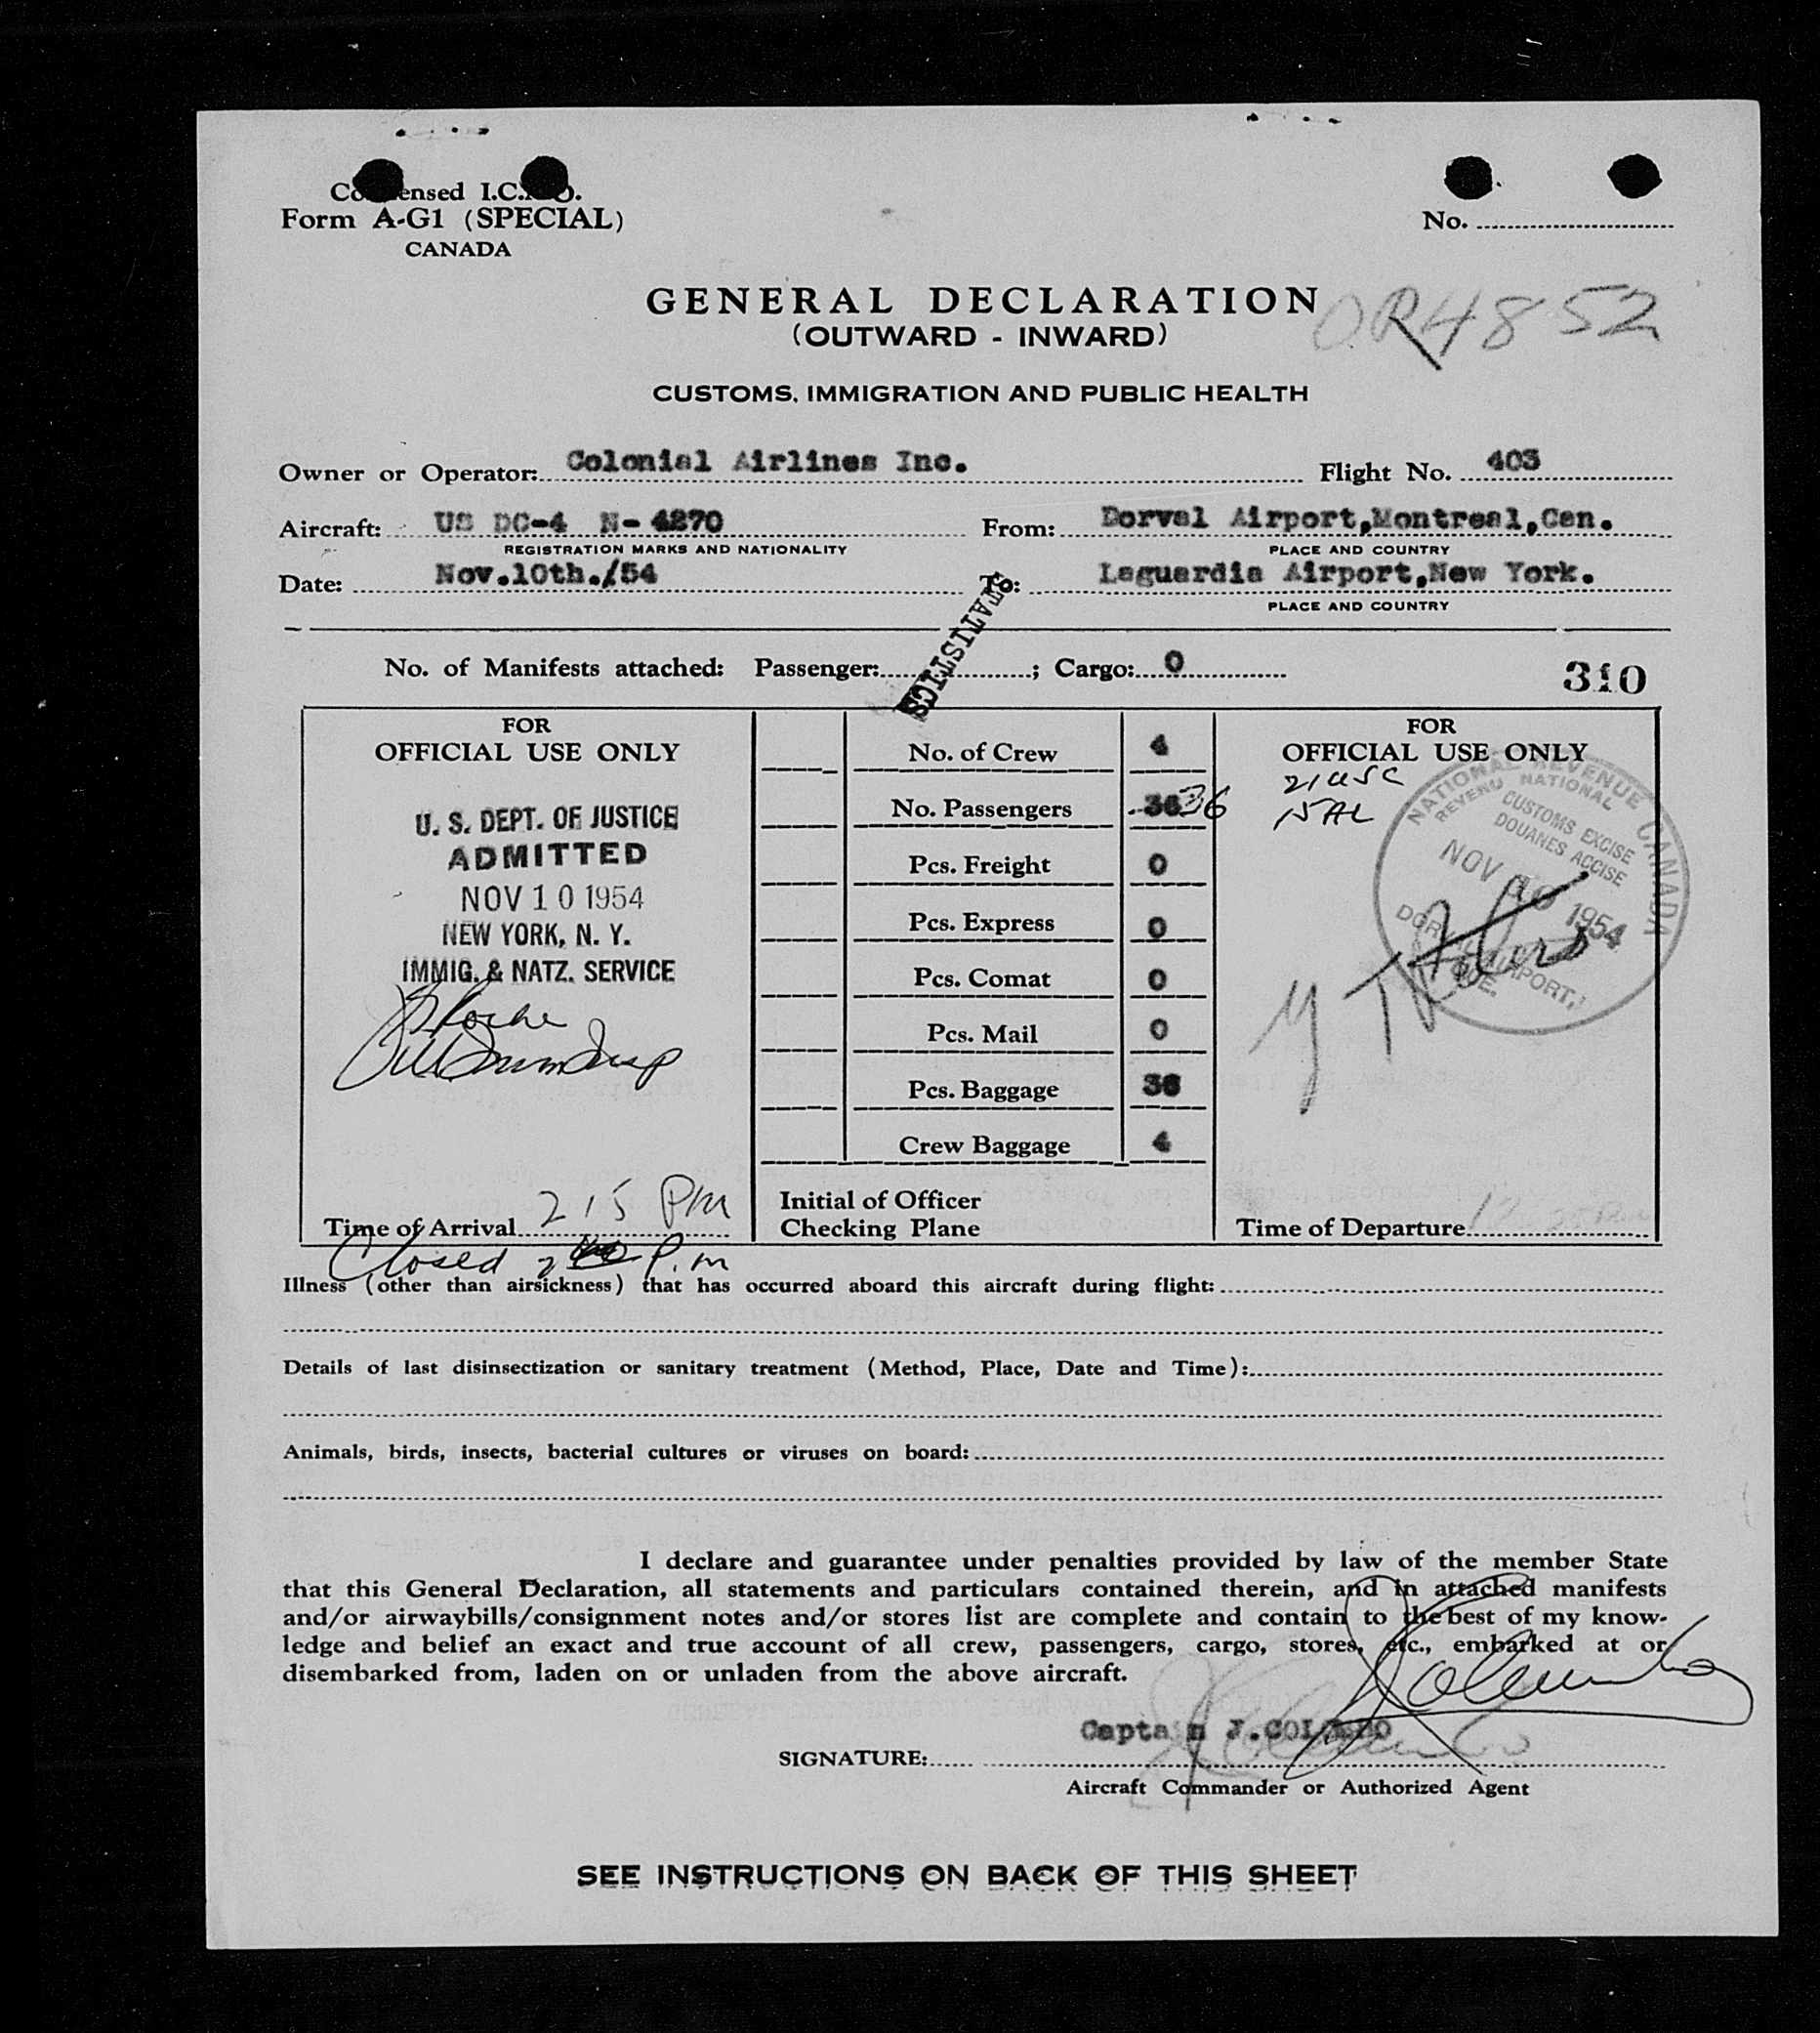 Condensed I.C.A.O.
Form A-G1 (SPECIAL)
CANADA
No.
GENERAL DECLARATION
(OUTWARD - INWARD)
OR4852
CUSTOMS, IMMIGRATION AND PUBLIC HEALTH
Owner or Operator: Colonial Airlines Inc. Flight No. 403
Aircraft: US DC-4 N-4270 From: Dorval Airport, Montreal, Can.
REGISTRATION MARKS AND NATIONALITY PLACE AND COUNTRY
Date: Nov.10th./54 To: Laguardia Airport, New York.
PLACE AND COUNTRY
STATISTICS
No. of Manifests attached: Passenger: ; Cargo: 0 310
FOR
OFFICIAL USE ONLY
U. S. DEPT. OF JUSTICE
ADMITTED
NOV 10 1954
NEW YORK, N. Y.
IMMIG. & NATZ. SERVICE
Time of Arrival 215 PM
Closed P.m
No. of Crew 4
No. Passengers 36 36
Pcs. Freight 0
Pcs. Express 0
Pcs. Comat 0
Pcs. Mail 0
Pcs. Baggage 36
Crew Baggage 4
Initial of Officer
Checking Plane
FOR
OFFICIAL USE ONLY
21 USC
15 AL
NATIONAL REVENUE CANADA
REVENU NATIONAL
CUSTOMS EXCISE
DOUANES ACCISE
NOV 10 1954
DORVAL AIRPORT,
QUE.
Time of Departure
Illness (other than airsickness) that has occurred aboard this aircraft during flight:
Details of last disinsectization or sanitary treatment (Method, Place, Date and Time):
Animals, birds, insects, bacterial cultures or viruses on board:
I declare and guarantee under penalties provided by law of the member State
that this General Declaration, all statements and particulars contained therein, and in attached manifests
and/or airwaybills/consignment notes and/or stores list are complete and contain to the best of my know-
ledge and belief an exact and true account of all crew, passengers, cargo, stores, etc., embarked at or
disembarked from, laden on or unladen from the above aircraft.
Captain J.COLOMBO
SIGNATURE:
Aircraft Commander or Authorized Agent
SEE INSTRUCTIONS ON BACK OF THIS SHEET